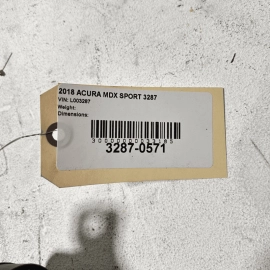 2018 ACURA MDX SPORT 3287
VIN: L003287
Weight:
Dimensions:
3287-0571